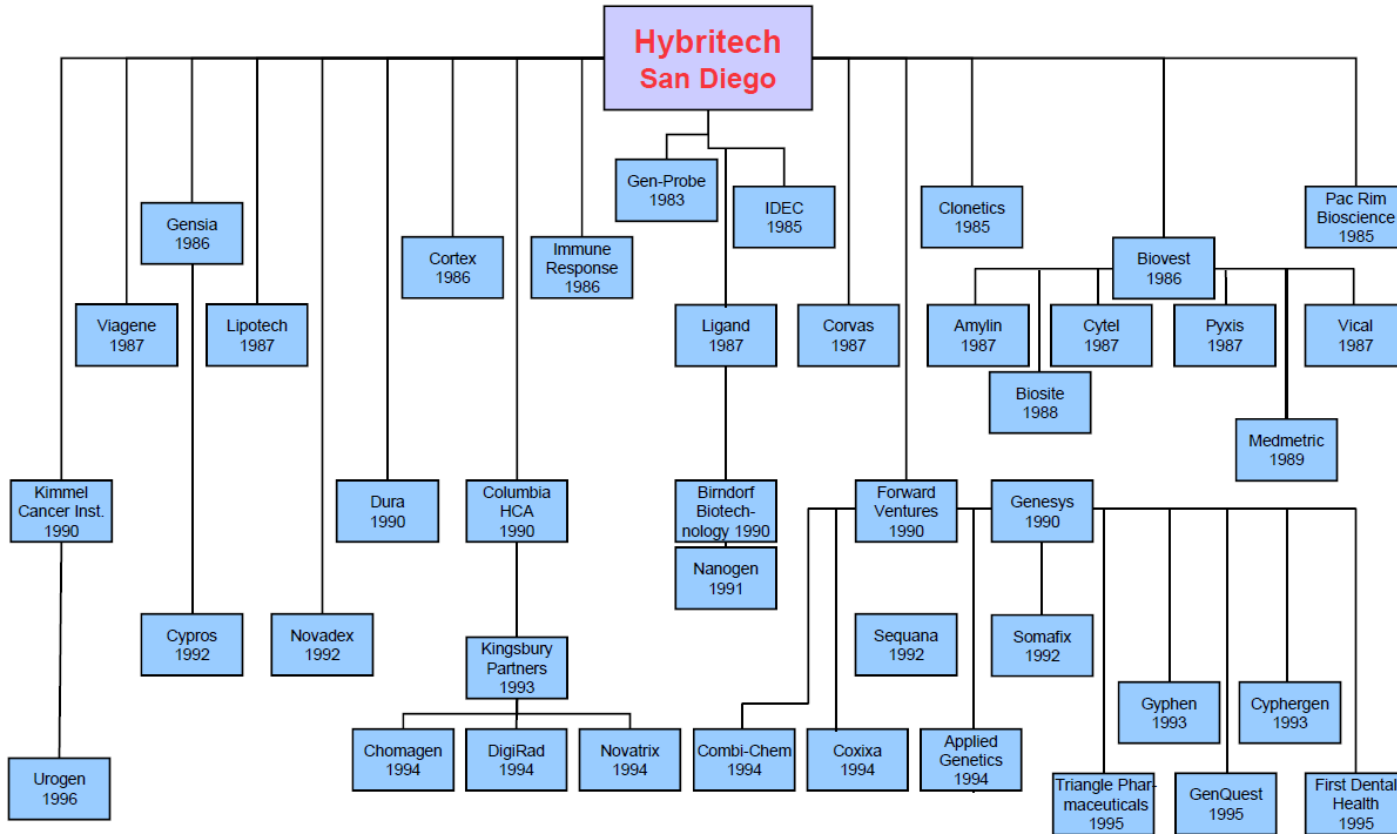 Hybritech
San Diego
Gen-Probe
1983
IDEC
1985
Clonetics
1985
Pac Rim
Bioscience
1985
Gensia
1986
Cortex
1986
Immune
Response
1986
Biovest
1986
Viagene
1987
Lipotech
1987
Ligand
1987
Corvas
1987
Amylin
1987
Cytel
1987
Pyxis
1987
Vical
1987
Biosite
1988
Medmetric
1989
Kimmel
Cancer Inst.
1990
Dura
1990
Columbia
HCA
1990
Birndorf
Biotech-
nology 1990
Forward
Ventures
1990
Genesys
1990
Nanogen
1991
Cypros
1992
Novadex
1992
Kingsbury
Partners
1993
Sequana
1992
Somafix
1992
Gyphen
1993
Cyphergen
1993
Chomagen
1994
DigiRad
1994
Novatrix
1994
Combi-Chem
1994
Coxixa
1994
Applied
Genetics
1994
Urogen
1996
Triangle Phar-
maceuticals
1995
GenQuest
1995
First Dental
Health
1995